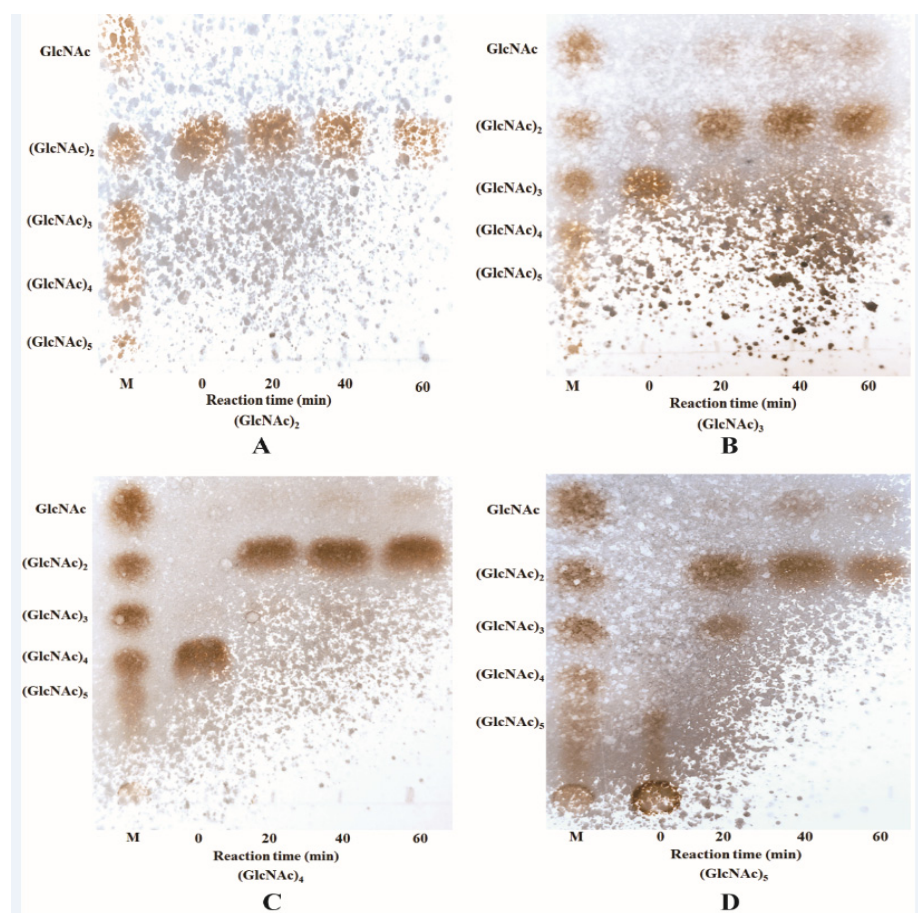 GlcNAc
(GlcNAc)₂
(GlcNAc)₃
(GlcNAc)₄
(GlcNAc)₅
M 0 20 40 60
Reaction time (min)
(GlcNAc)₂
A
GlcNAc
(GlcNAc)₂
(GlcNAc)₃
(GlcNAc)₄
(GlcNAc)₅
M 0 20 40 60
Reaction time (min)
(GlcNAc)₃
B
GlcNAc
(GlcNAc)₂
(GlcNAc)₃
(GlcNAc)₄
(GlcNAc)₅
M 0 20 40 60
Reaction time (min)
(GlcNAc)₄
C
GlcNAc
(GlcNAc)₂
(GlcNAc)₃
(GlcNAc)₄
(GlcNAc)₅
M 0 20 40 60
Reaction time (min)
(GlcNAc)₅
D